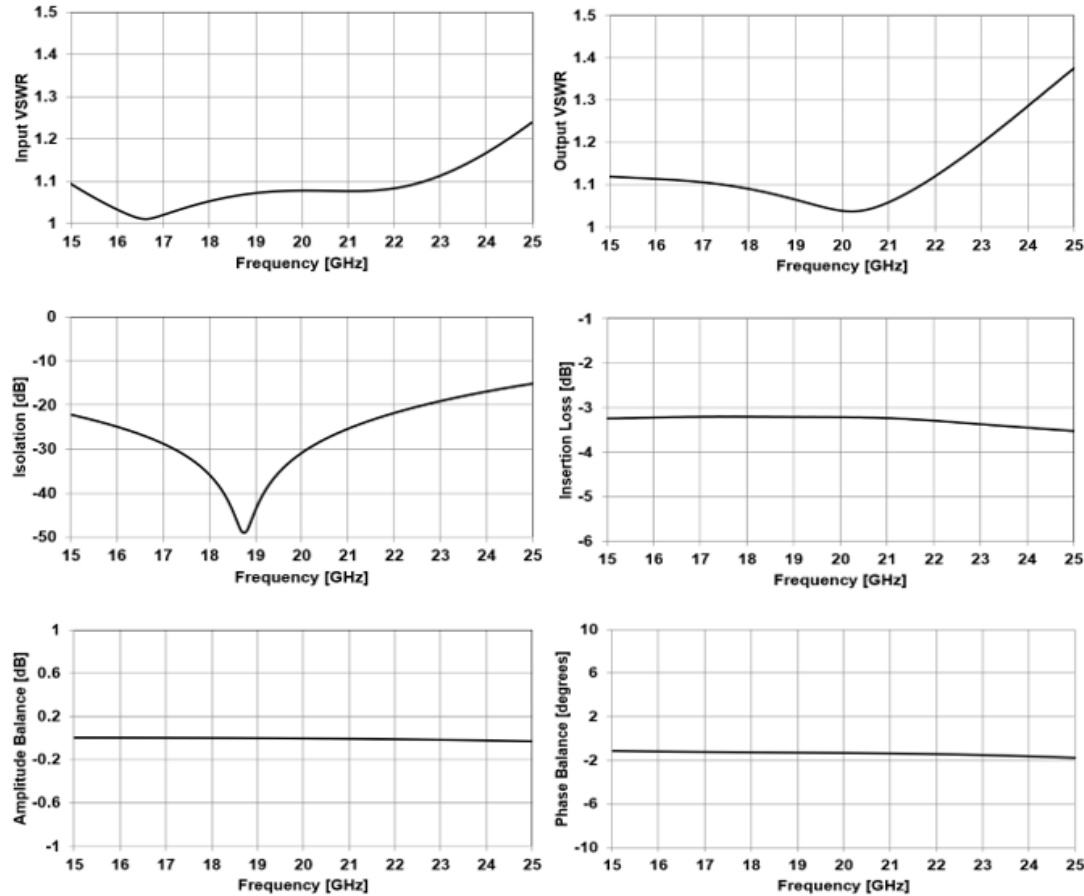 1.5
1.4
1.3
1.2
1.1
1
Input VSWR
15 16 17 18 19 20 21 22 23 24 25
Frequency [GHz]
1.5
1.4
1.3
1.2
1.1
1
Output VSWR
15 16 17 18 19 20 21 22 23 24 25
Frequency [GHz]
0
-10
-20
-30
-40
-50
Isolation [dB]
15 16 17 18 19 20 21 22 23 24 25
Frequency [GHz]
-1
-2
-3
-4
-5
-6
Insertion Loss [dB]
15 16 17 18 19 20 21 22 23 24 25
Frequency [GHz]
1
0.6
0.2
-0.2
-0.6
-1
Amplitude Balance [dB]
15 16 17 18 19 20 21 22 23 24 25
Frequency [GHz]
10
6
2
-2
-6
-10
Phase Balance [degrees]
15 16 17 18 19 20 21 22 23 24 25
Frequency [GHz]